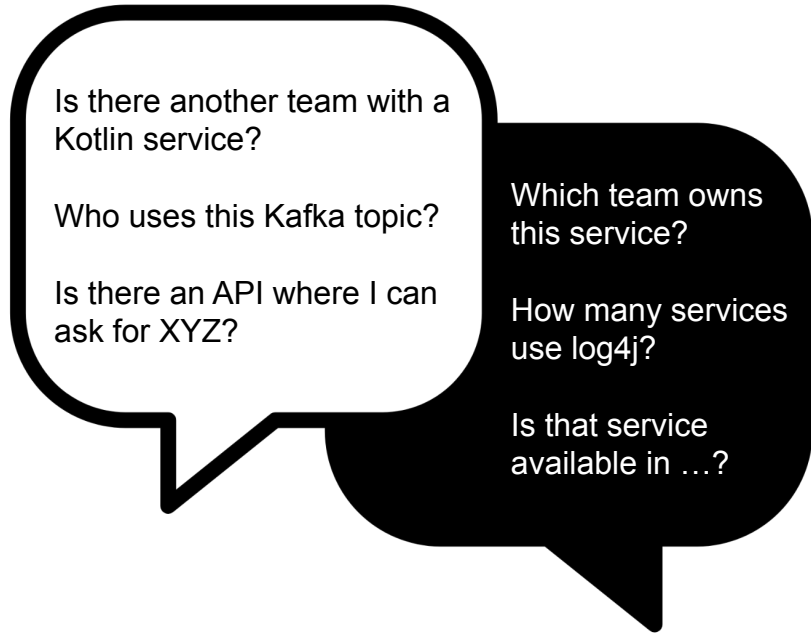 Is there another team with a
Kotlin service?
Who uses this Kafka topic?
Is there an API where I can
ask for XYZ?
Which team owns
this service?
How many services
use log4j?
Is that service
available in …?